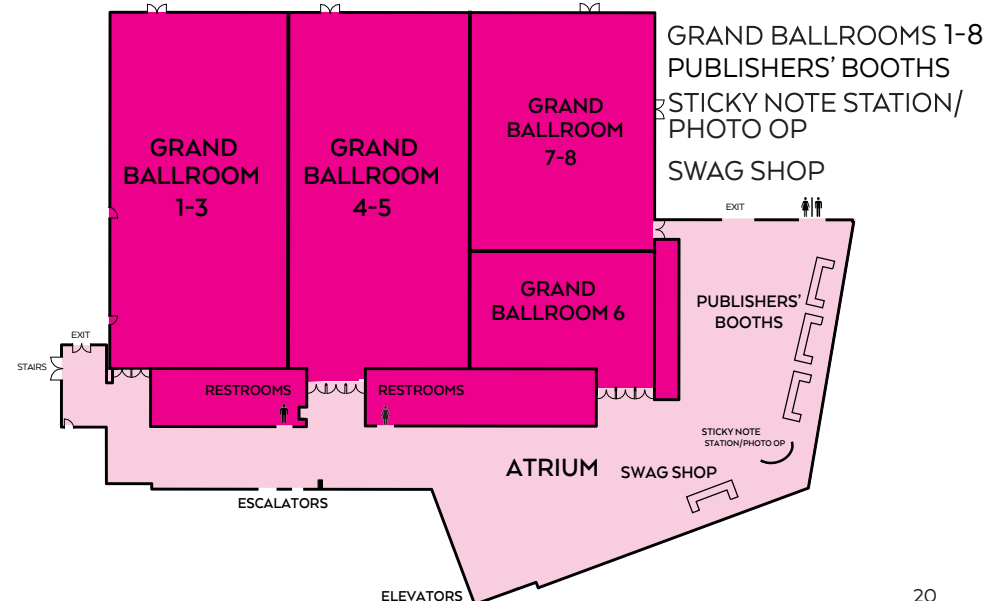 GRAND BALLROOMS 1-8
PUBLISHERS’ BOOTHS
STICKY NOTE STATION/
PHOTO OP
SWAG SHOP
GRAND
BALLROOM
1-3
GRAND
BALLROOM
4-5
GRAND
BALLROOM
7-8
GRAND
BALLROOM 6
EXIT
PUBLISHERS’
BOOTHS
EXIT
STAIRS
RESTROOMS
RESTROOMS
STICKY NOTE
STATION/PHOTO OP
ATRIUM
SWAG SHOP
ESCALATORS
ELEVATORS
20